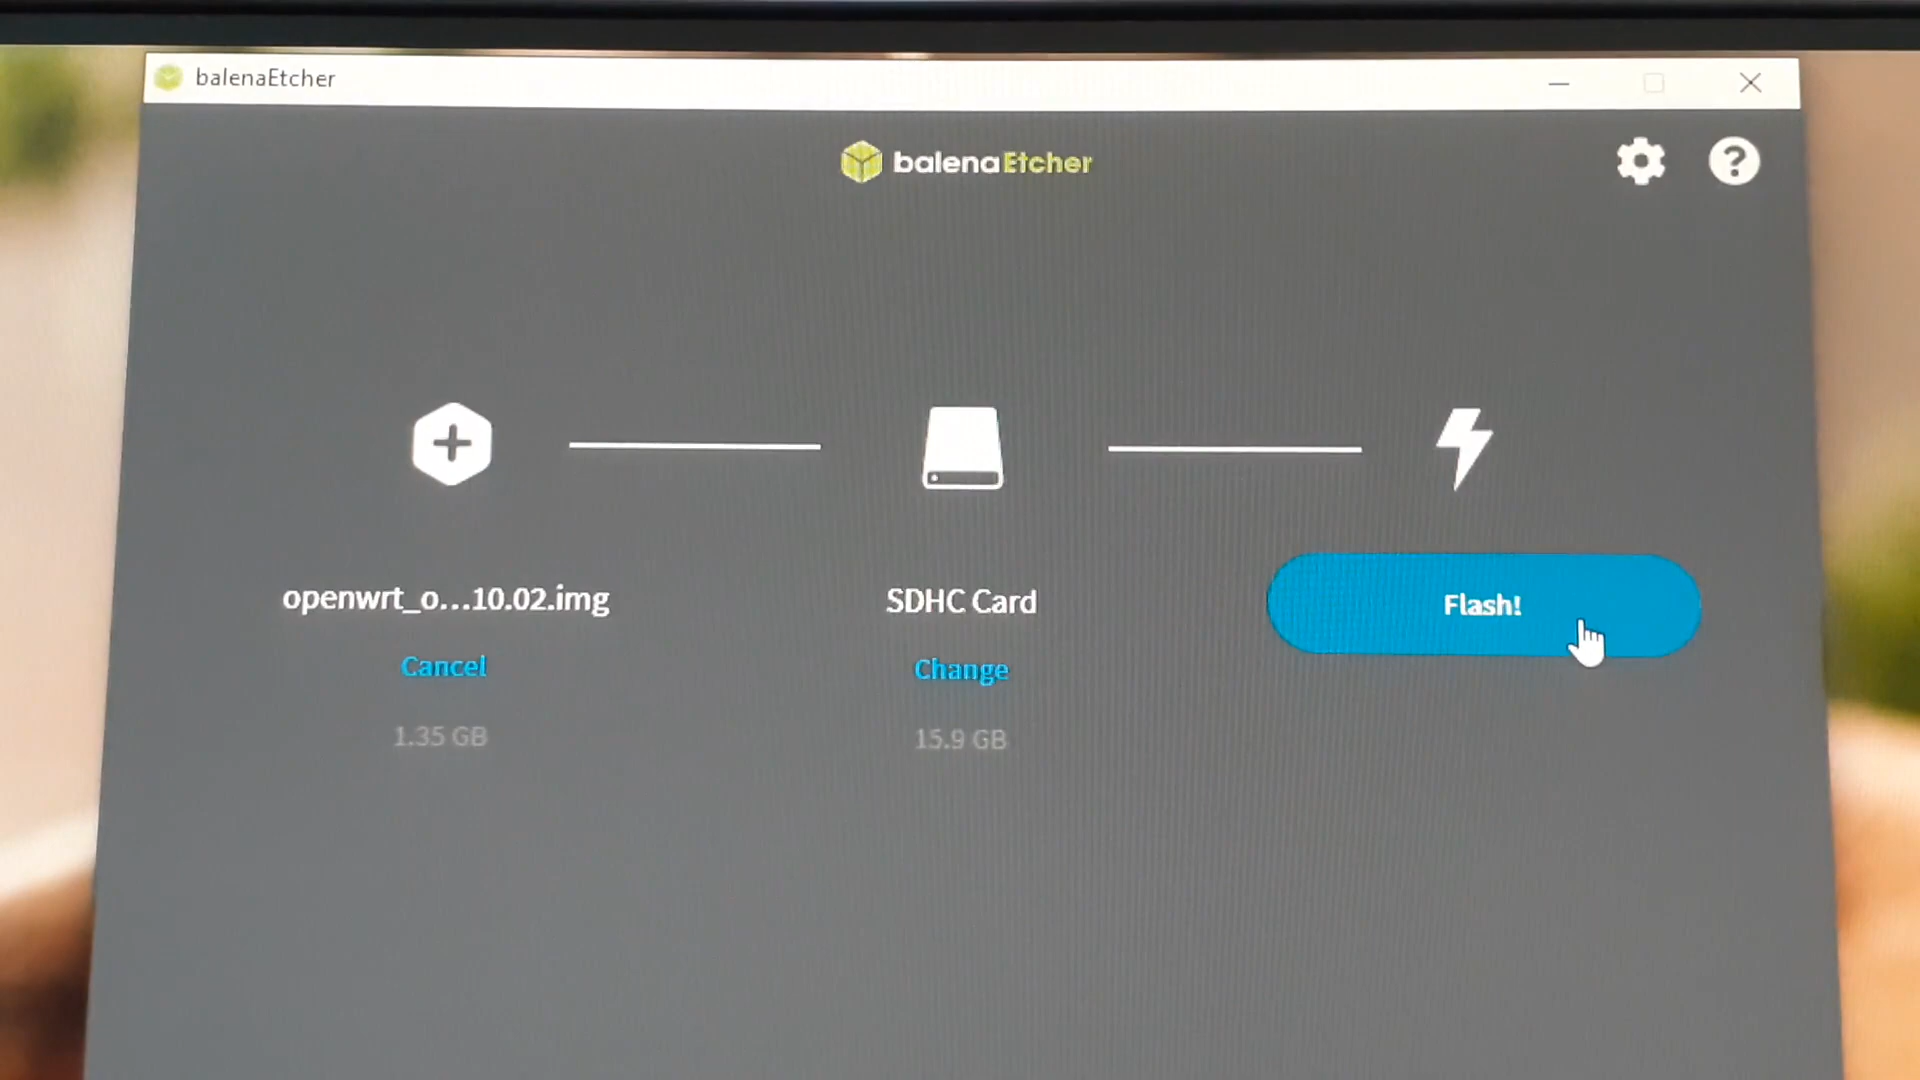 balenaEtcher
balenaEtcher
openwrt_o...10.02.img
Cancel
1.35 GB
SDHC Card
Change
15.9 GB
Flash!